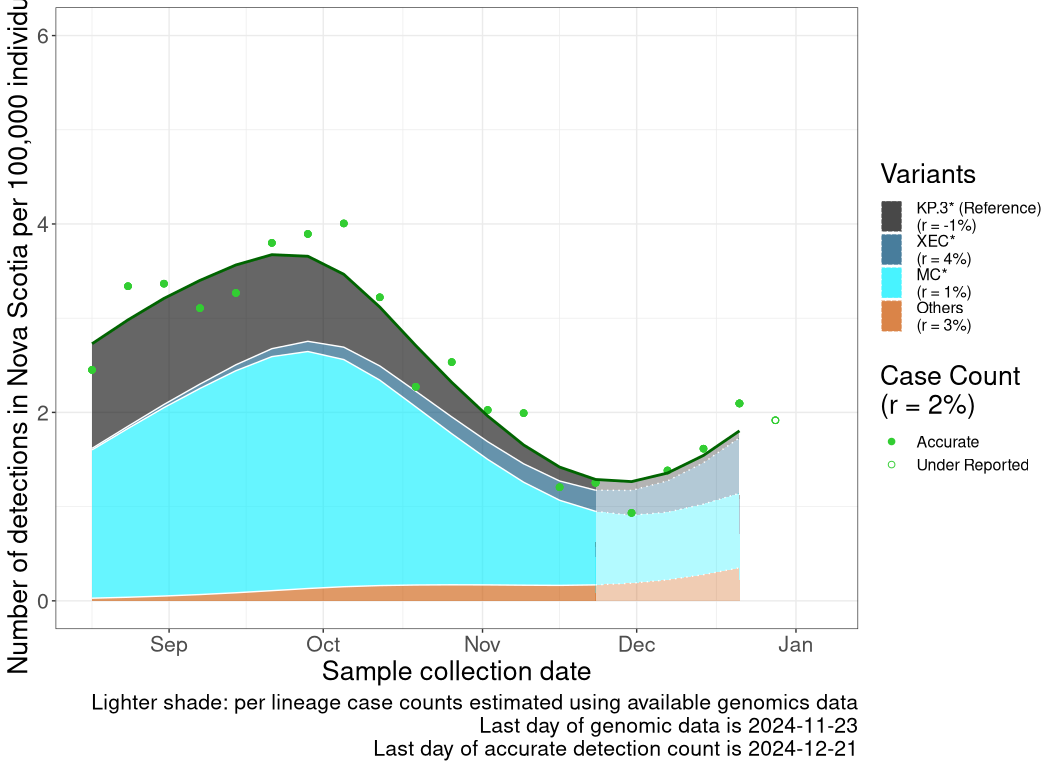 Number of detections in Nova Scotia per 100,000
6
4
2
0
Sep
Oct
Nov
Dec
Jan
Sample collection date
Variants
KP.3* (Reference)
(r = -1%)
XEC*
(r = 4%)
MC*
(r = 1%)
Others
(r = 3%)
Case Count
(r = 2%)
Accurate
Under Reported
Lighter shade: per lineage case counts estimated using available genomics data
Last day of genomic data is 2024-11-23
Last day of accurate detection count is 2024-12-21